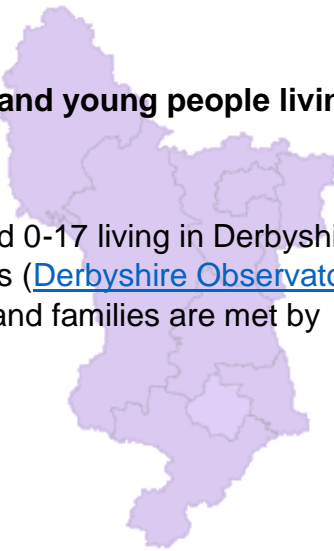 and young people livin
d 0-17 living in Derbyshi
s (Derbyshire Observato
and families are met by